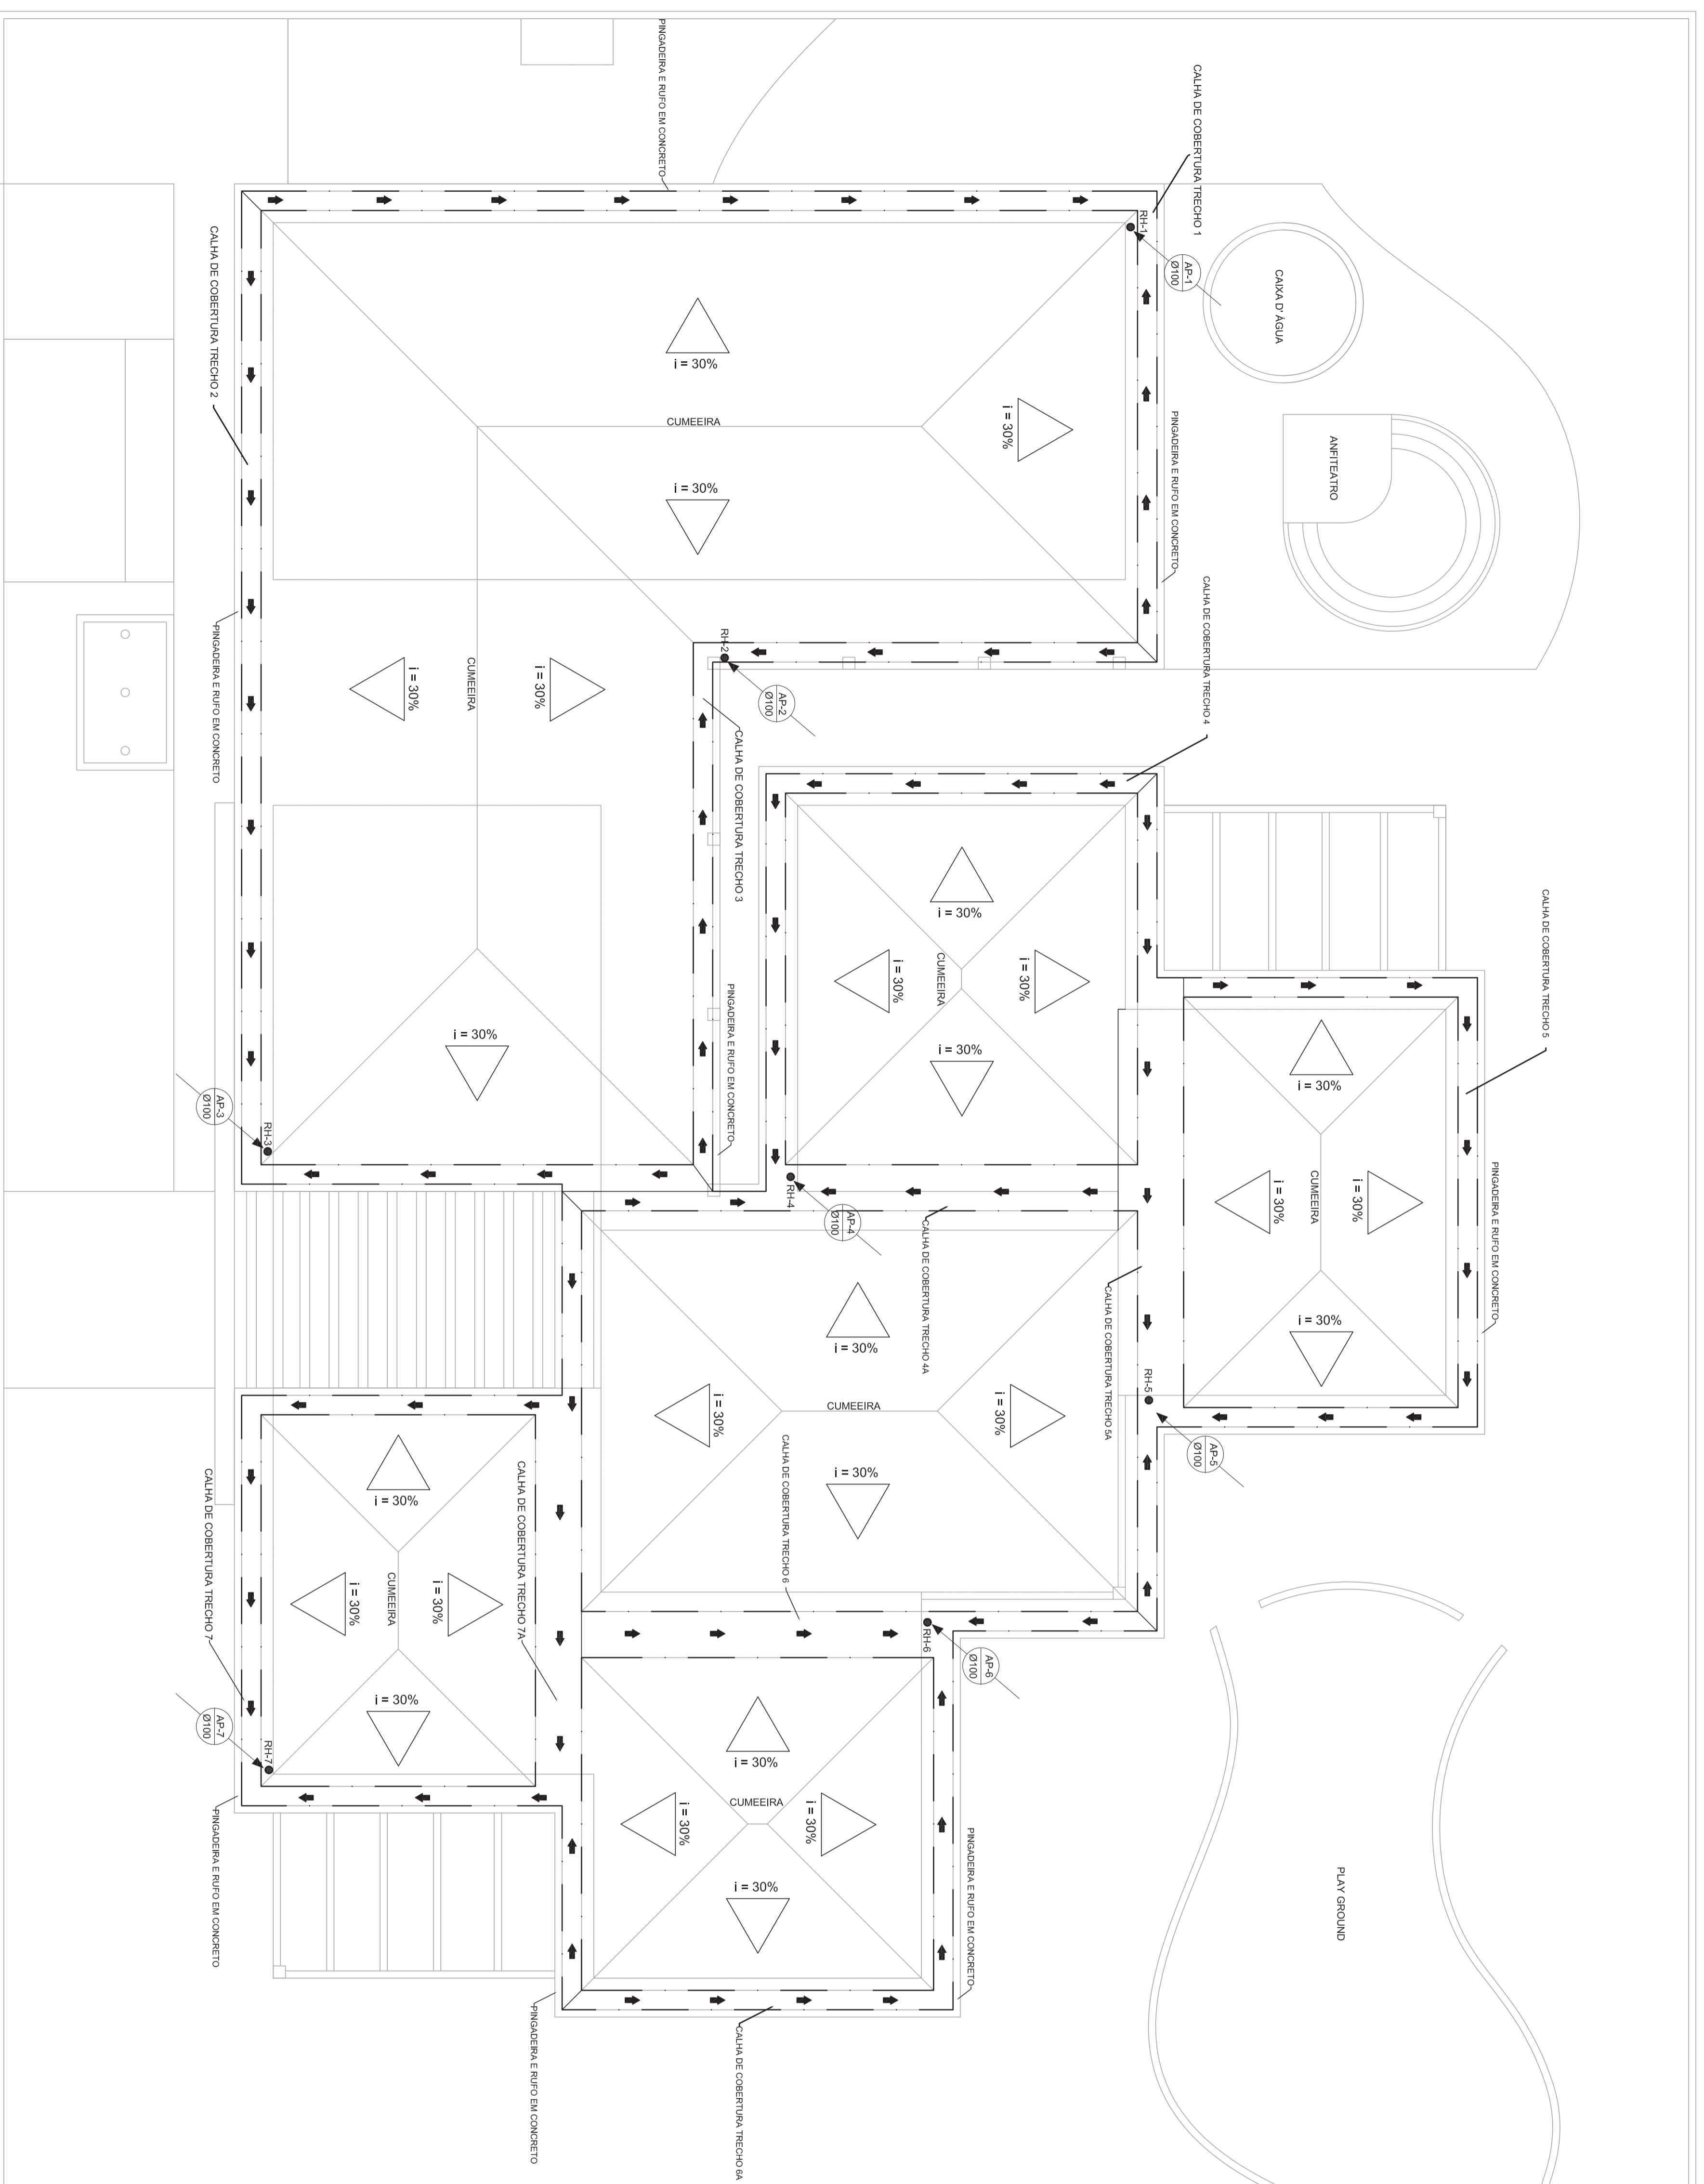 PINGADEIRA E RUFO EM CONCRETO
CALHA DE COBERTURA TRECHO 1
RH-1
AP-1
Ø100
CAIXA D' ÁGUA
ANFITEATRO
CALHA DE COBERTURA TRECHO 2
i = 30%
CUMEEIRA
i = 30%
i = 30%
PINGADEIRA E RUFO EM CONCRETO
CALHA DE COBERTURA TRECHO 4
PINGADEIRA E RUFO EM CONCRETO
i = 30%
CUMEEIRA
i = 30%
RH-2
AP-2
Ø100
CALHA DE COBERTURA TRECHO 3
i = 30%
i = 30%
CUMEEIRA
i = 30%
i = 30%
CALHA DE COBERTURA TRECHO 5
PINGADEIRA E RUFO EM CONCRETO
i = 30%
AP-3
Ø100
RH-3
RH-4
AP-4
Ø100
i = 30%
i = 30%
CUMEEIRA
i = 30%
i = 30%
PINGADEIRA E RUFO EM CONCRETO
CALHA DE COBERTURA TRECHO 4A
CALHA DE COBERTURA TRECHO 5A
RH-5
AP-5
Ø100
i = 30%
i = 30%
CUMEEIRA
i = 30%
i = 30%
CALHA DE COBERTURA TRECHO 6
CALHA DE COBERTURA TRECHO 7
CALHA DE COBERTURA TRECHO 7A
i = 30%
i = 30%
CUMEEIRA
i = 30%
i = 30%
RH-6
AP-6
Ø100
AP-7
Ø100
RH-7
i = 30%
i = 30%
CUMEEIRA
i = 30%
i = 30%
PINGADEIRA E RUFO EM CONCRETO
PINGADEIRA E RUFO EM CONCRETO
PINGADEIRA E RUFO EM CONCRETO
CALHA DE COBERTURA TRECHO 6A
PLAY GROUND